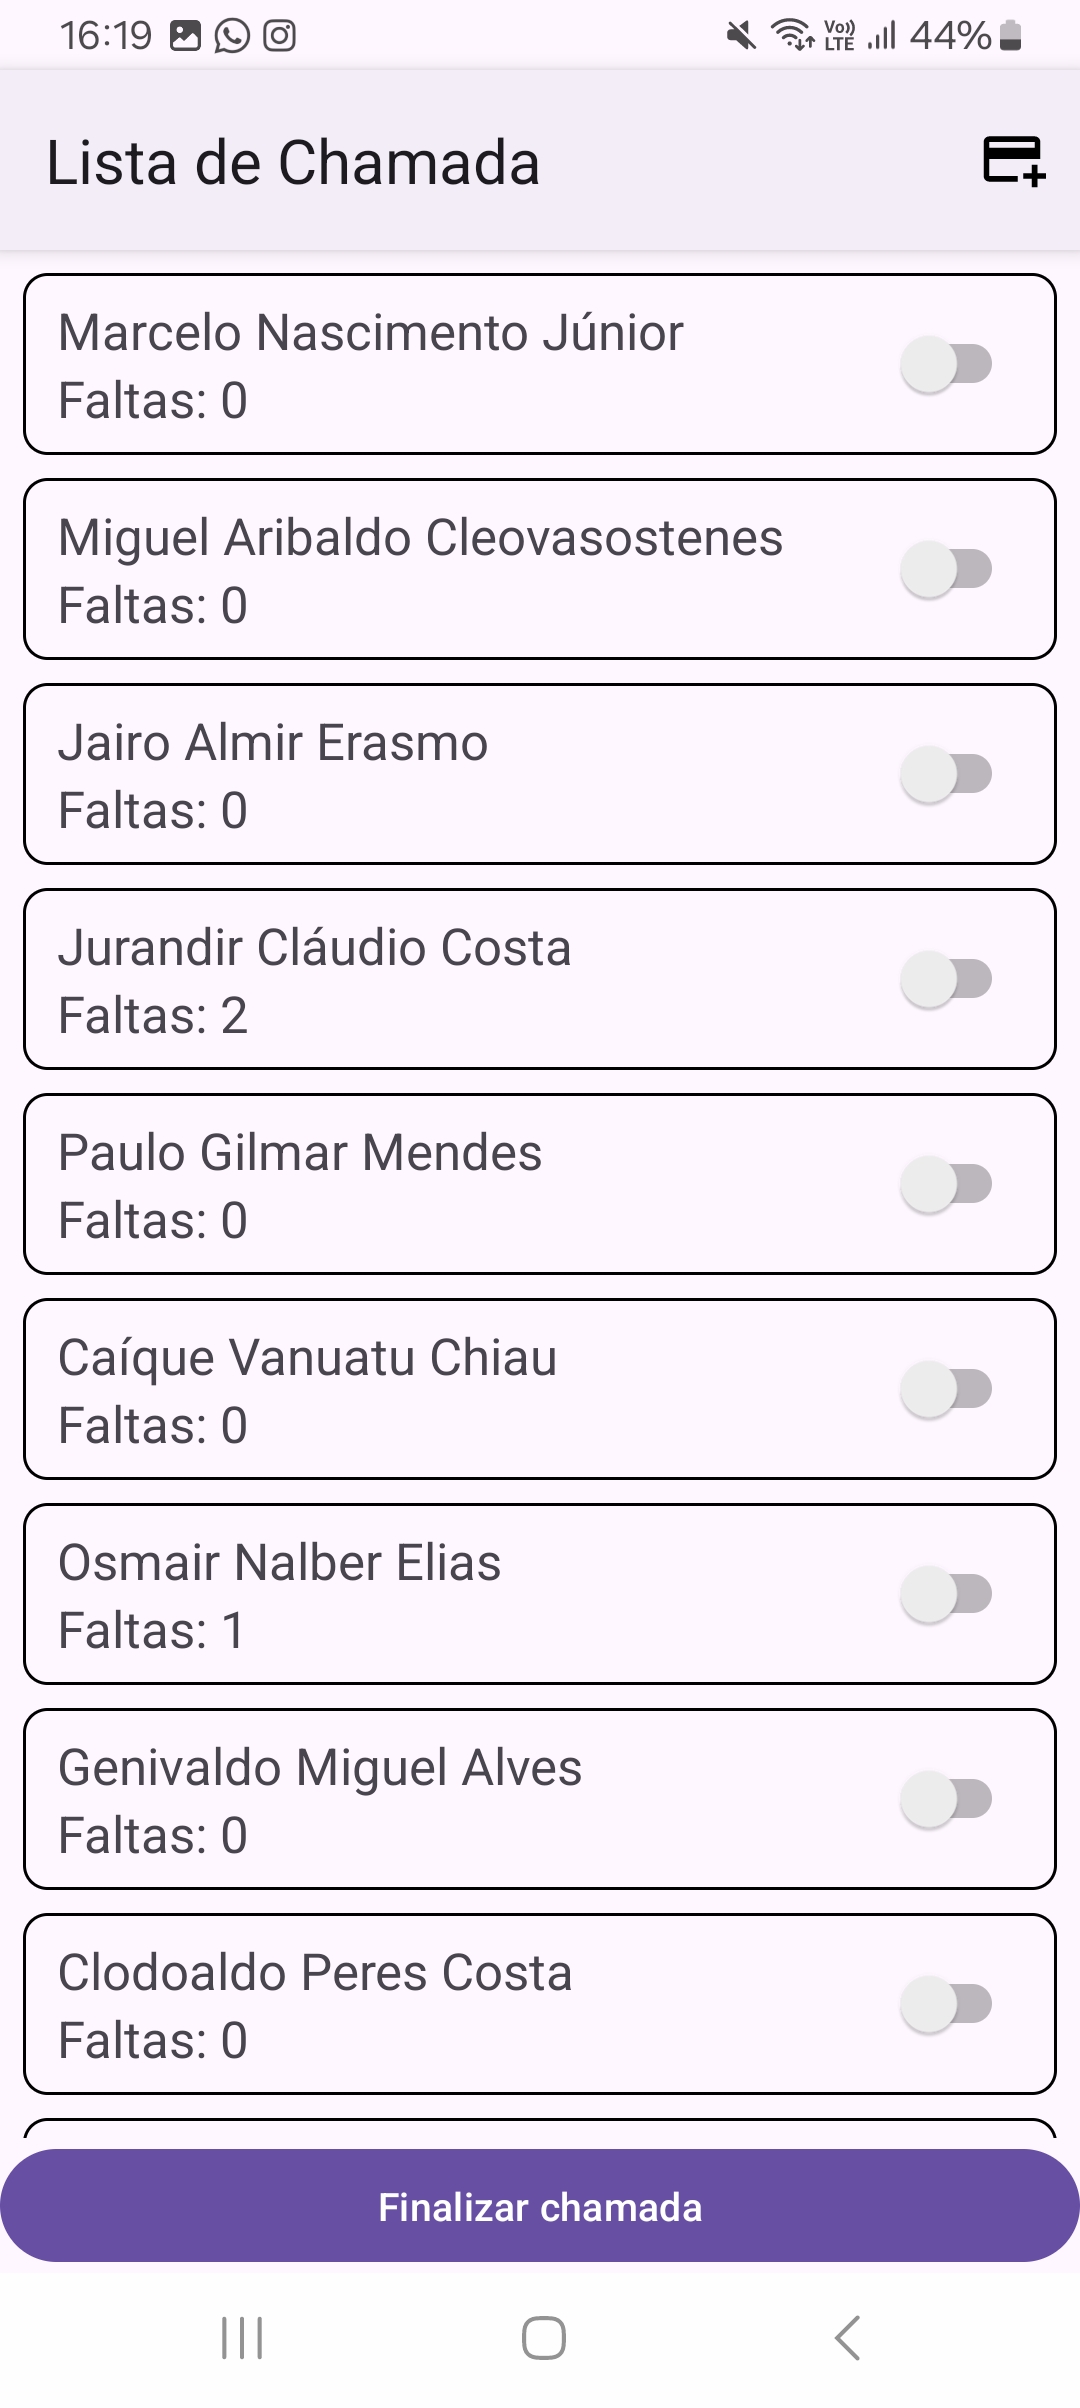 16:19
Vo)) LTE 44%
Lista de Chamada
Marcelo Nascimento Júnior
Faltas: 0
Miguel Aribaldo Cleovasostenes
Faltas: 0
Jairo Almir Erasmo
Faltas: 0
Jurandir Cláudio Costa
Faltas: 2
Paulo Gilmar Mendes
Faltas: 0
Caíque Vanuatu Chiau
Faltas: 0
Osmair Nalber Elias
Faltas: 1
Genivaldo Miguel Alves
Faltas: 0
Clodoaldo Peres Costa
Faltas: 0
Finalizar chamada